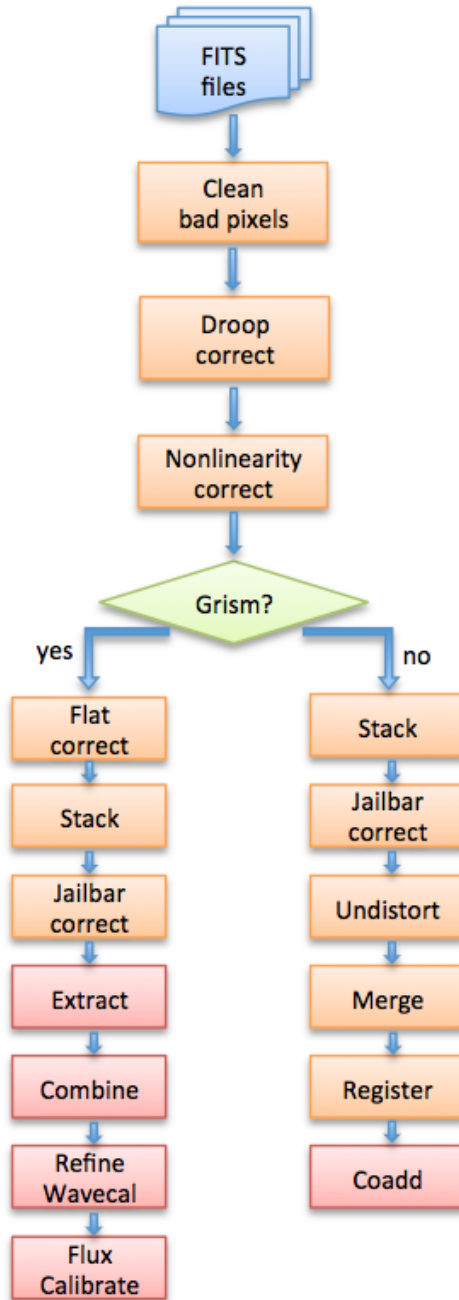 FITS
files
Clean
bad pixels
Droop
correct
Nonlinearity
correct
Grism?
yes
no
Flat
correct
Stack
Jailbar
correct
Extract
Combine
Refine
Wavecal
Flux
Calibrate
Stack
Jailbar
correct
Undistort
Merge
Register
Coadd